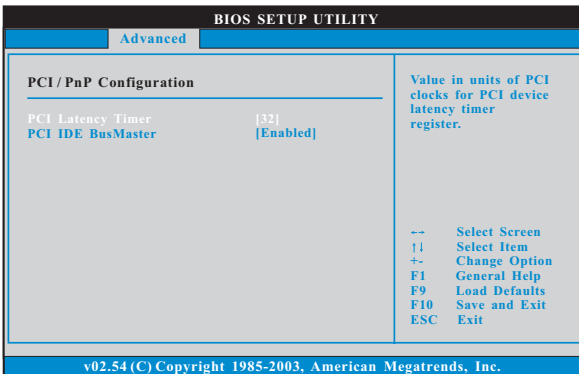 BIOS SETUP UTILITY
Advanced
PCI / PnP Configuration
PCI Latency Timer [32]
PCI IDE BusMaster [Enabled]
Value in units of PCI
clocks for PCI device
latency timer
register.
←→ Select Screen
↑↓ Select Item
+- Change Option
F1 General Help
F9 Load Defaults
F10 Save and Exit
ESC Exit
v02.54 (C) Copyright 1985-2003, American Megatrends, Inc.